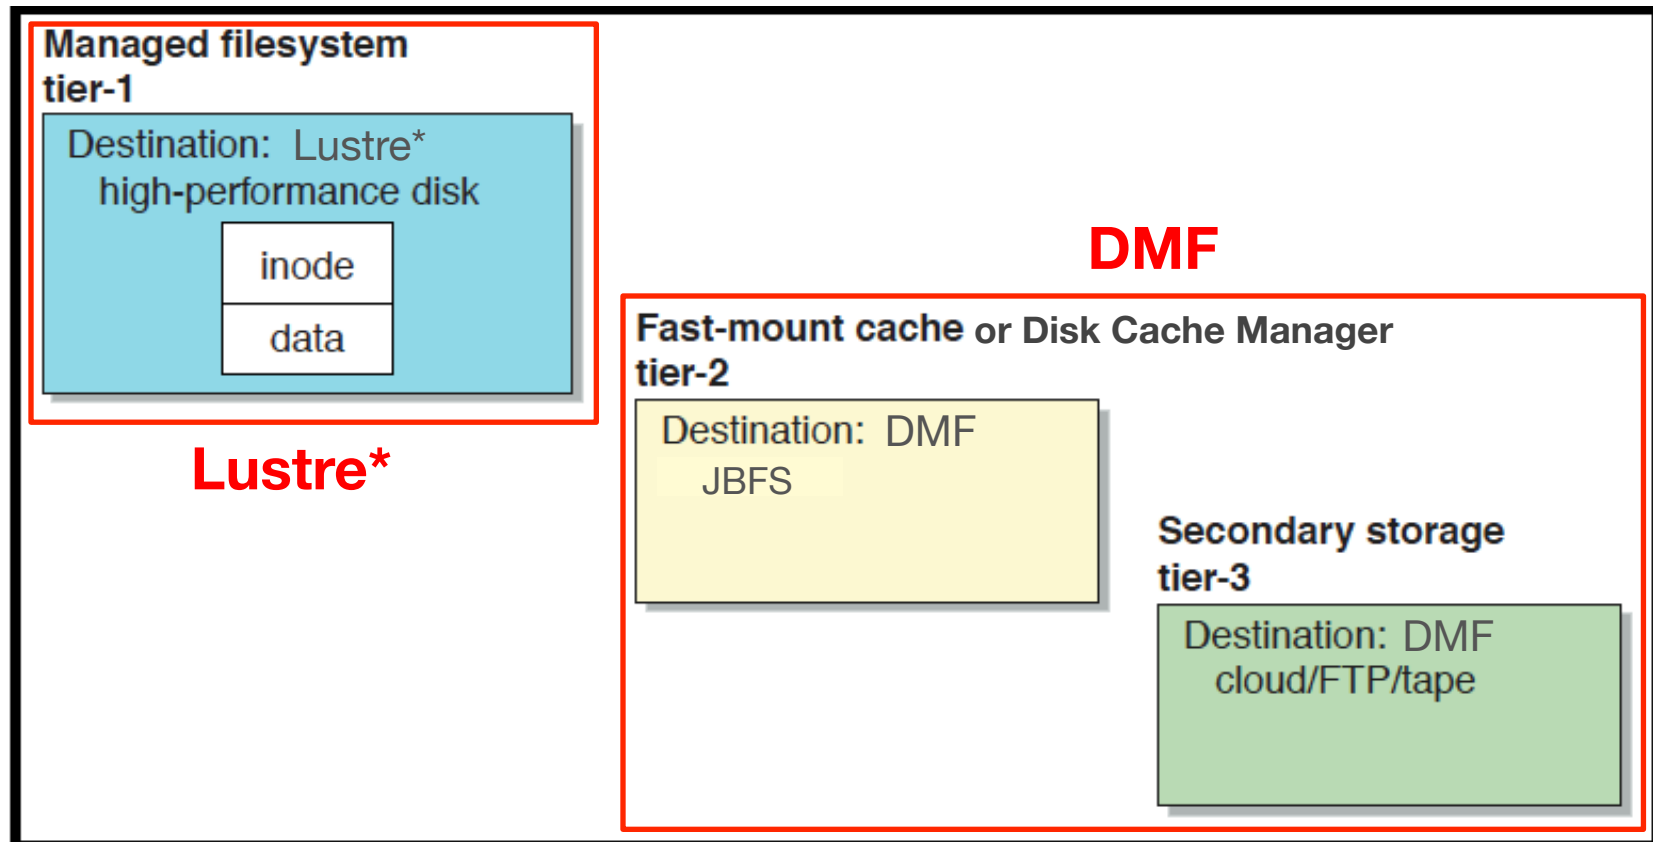 Managed filesystem
tier-1
Destination: Lustre*
high-performance disk
inode
data
Lustre*
DMF
Fast-mount cache or Disk Cache Manager
tier-2
Destination: DMF
JBFS
Secondary storage
tier-3
Destination: DMF
cloud/FTP/tape